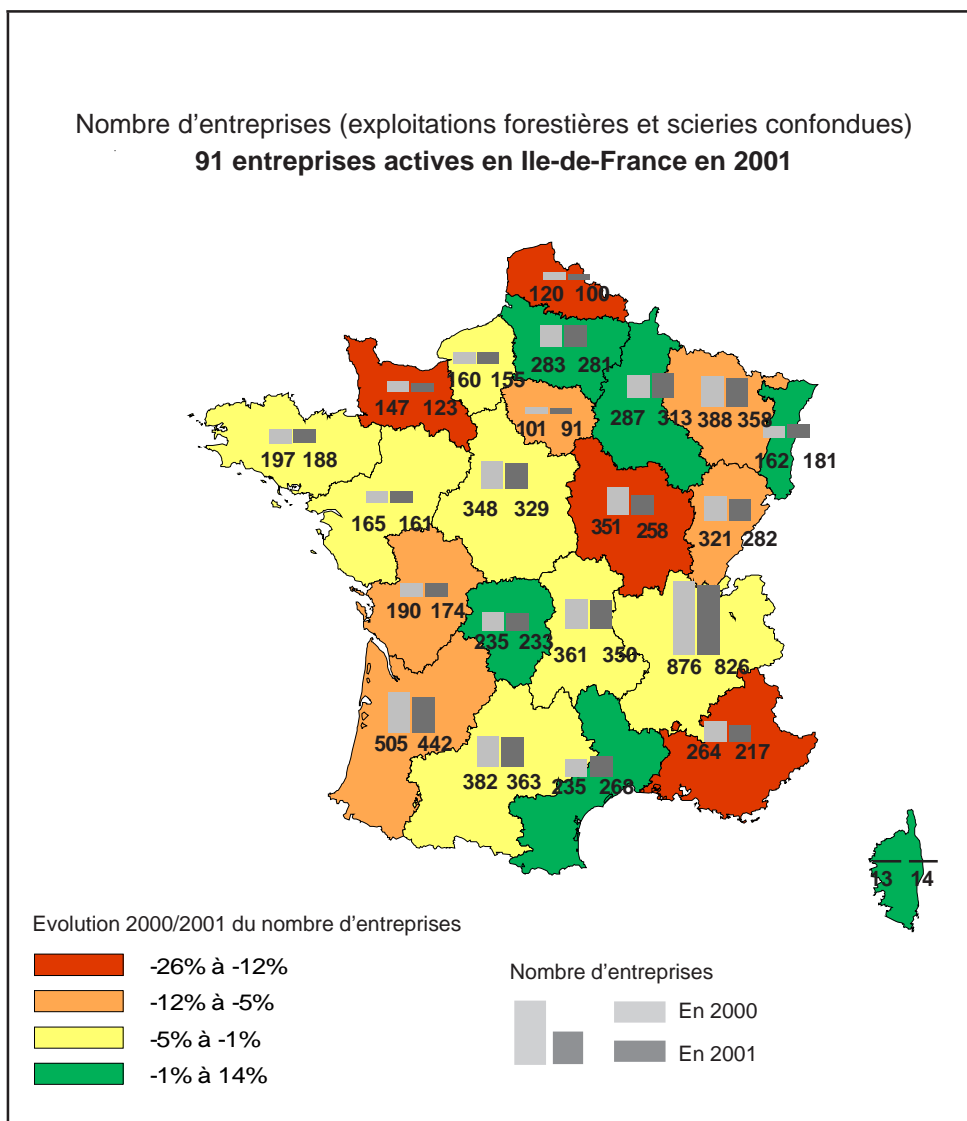 Nombre d'entreprises (exploitations forestières et scieries confondues)
91 entreprises actives en Ile-de-France en 2001
120 100
283 281
160 155
147 123
101 91
287 313
388 358
162 181
197 188
165 161
348 329
351 258
321 282
190 174
235 233
361 350
876 826
505 442
382 363
235 268
264 217
13 14
Evolution 2000/2001 du nombre d'entreprises
-26% à -12%
-12% à -5%
-5% à -1%
-1% à 14%
Nombre d'entreprises
En 2000
En 2001